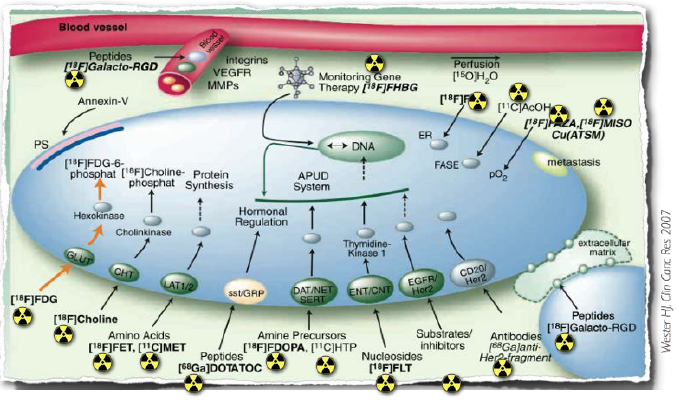 Blood vessel
Blood
vessel
Peptides
[18F]Galacto-RGD
integrins
VEGFR
MMPs
Monitoring Gene
Therapy [18F]FHBG
Perfusion
[15O]H2O
Annexin-V
[11C]AcOH
Cu(ATSM)
PS
ER
DNA
FASE
pO2
metastasis
[18F]FDG-6-
phosphat
[18F]Choline-
phosphat
Protein
Synthesis
APUD
System
Hormonal
Regulation
Hexokinase
Cholinkinase
Thymidine-
Kinase 1
extracellular
matrix
GLUT
CHT
LAT1/2
sst/GRP
DAT/NET
SERT
ENT/CNT
EGFR/
Her2
CD20/
Her2
[18F]FDG
[18F]Choline
Amino Acids
[18F]FET, [11C]MET
Peptides
[68Ga]DOTATOC
Amine Precursors
[18F]FDOPA, [11C]HTP
Nucleosides
[18F]FLT
Substrates/
inhibitors
Antibodies
[68Ga]anti-
Her2-fragment
Peptides
[18F]Galacto-RGD
Wester HJ, Clin Canc Res 2007